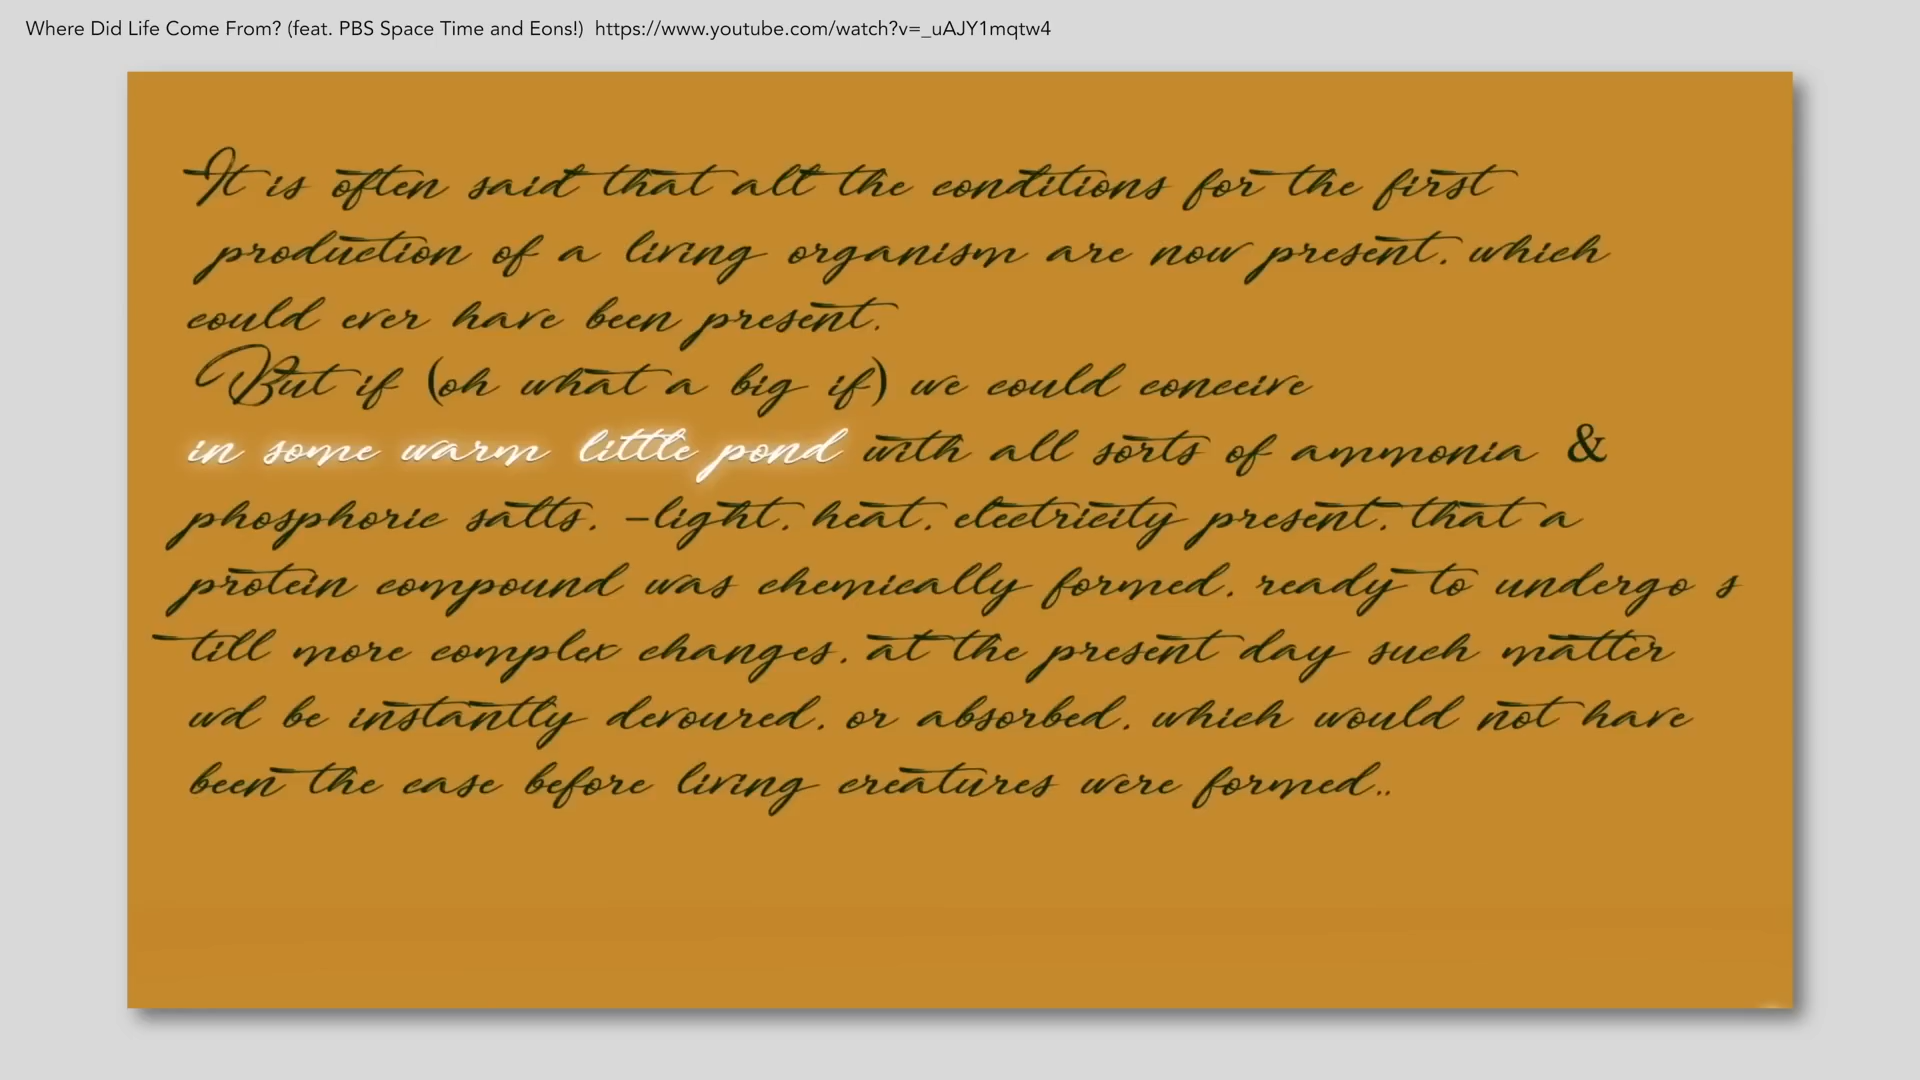 Where Did Life Come From? (feat. PBS Space Time and Eons!)  https://www.youtube.com/watch?v=_uAJY1mqtw4
It is often said that all the conditions for the first
production of a living organism are now present, which
could ever have been present.
But if (oh what a big if) we could conceive
in some warm little pond with all sorts of ammonia &
phosphoric salts, –light, heat, electricity present, that a
protein compound was chemically formed, ready to undergo s
till more complex changes, at the present day such matter
wd be instantly devoured, or absorbed, which would not have
been the case before living creatures were formed..